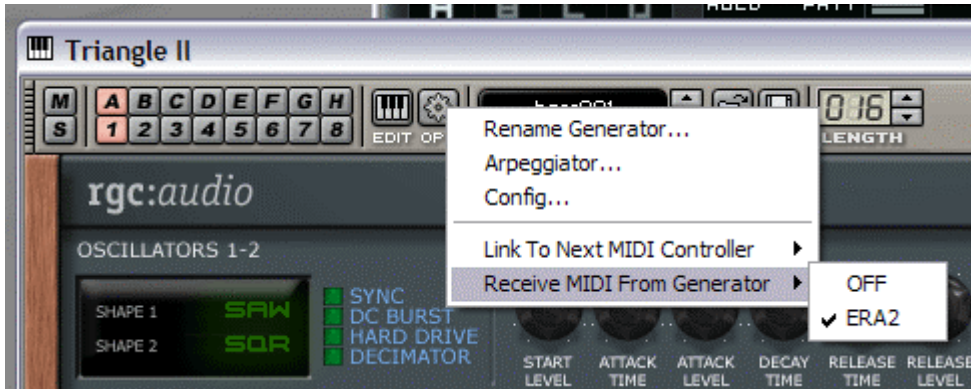 Triangle II
M A B C D E F G H
S 1 2 3 4 5 6 7 8
EDIT
016
LENGTH
Rename Generator...
Arpeggiator...
Config...
Link To Next MIDI Controller
Receive MIDI From Generator
OFF
ERA2
rgc:audio
OSCILLATORS 1-2
SHAPE 1 SAW
SHAPE 2 SQR
SYNC
DC BURST
HARD DRIVE
DECIMATOR
START LEVEL
ATTACK TIME
ATTACK LEVEL
DECAY TIME
RELEASE TIME
RELEASE LEVEL